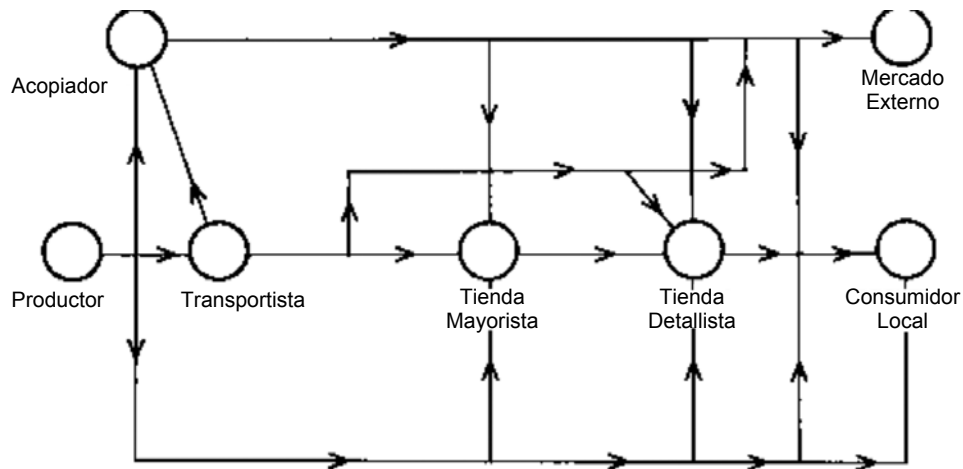 Acopiador
Mercado
Externo
Productor
Transportista
Tienda
Mayorista
Tienda
Detallista
Consumidor
Local